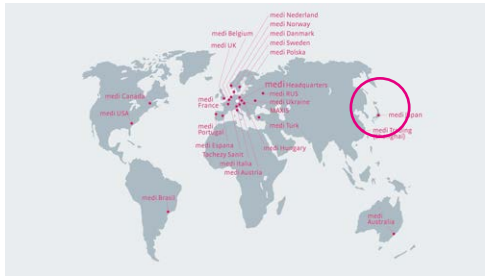 medi Nederland
medi Norway
medi Belgium
medi Danmark
medi UK
medi Sweden
medi Polska
medi Headquarters
medi Canada
medi RUS
medi
France
medi Ukraine
medi USA
medi Japan
medi
Portugal
medi Türk
medi Espana
medi Hungary
medi Italia
medi Austria
medi Brasil
medi
Australia